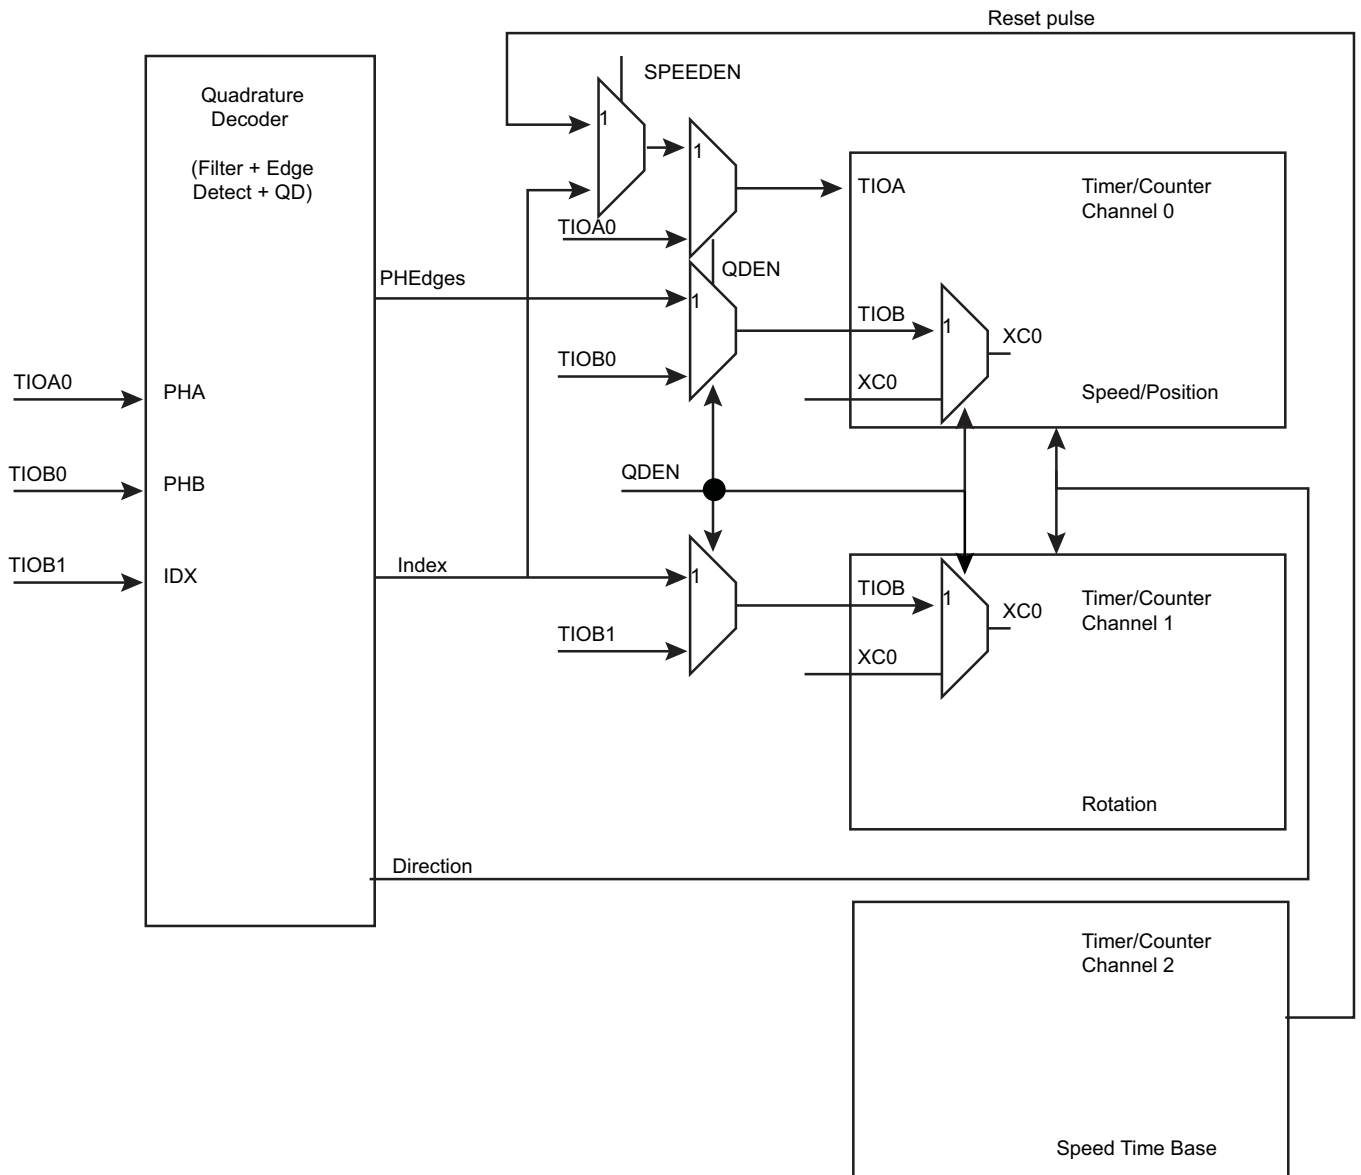 Reset pulse
SPEEDEN
Quadrature
Decoder
(Filter + Edge
Detect + QD)
1
1
TIOA
Timer/Counter
Channel 0
TIOA0
QDEN
PHEdges
1
TIOB
1
XC0
TIOB0
XC0
Speed/Position
TIOA0
PHA
QDEN
TIOB0
PHB
TIOB1
IDX
Index
1
TIOB
1
XC0
Timer/Counter
Channel 1
TIOB1
XC0
Rotation
Direction
Timer/Counter
Channel 2
Speed Time Base